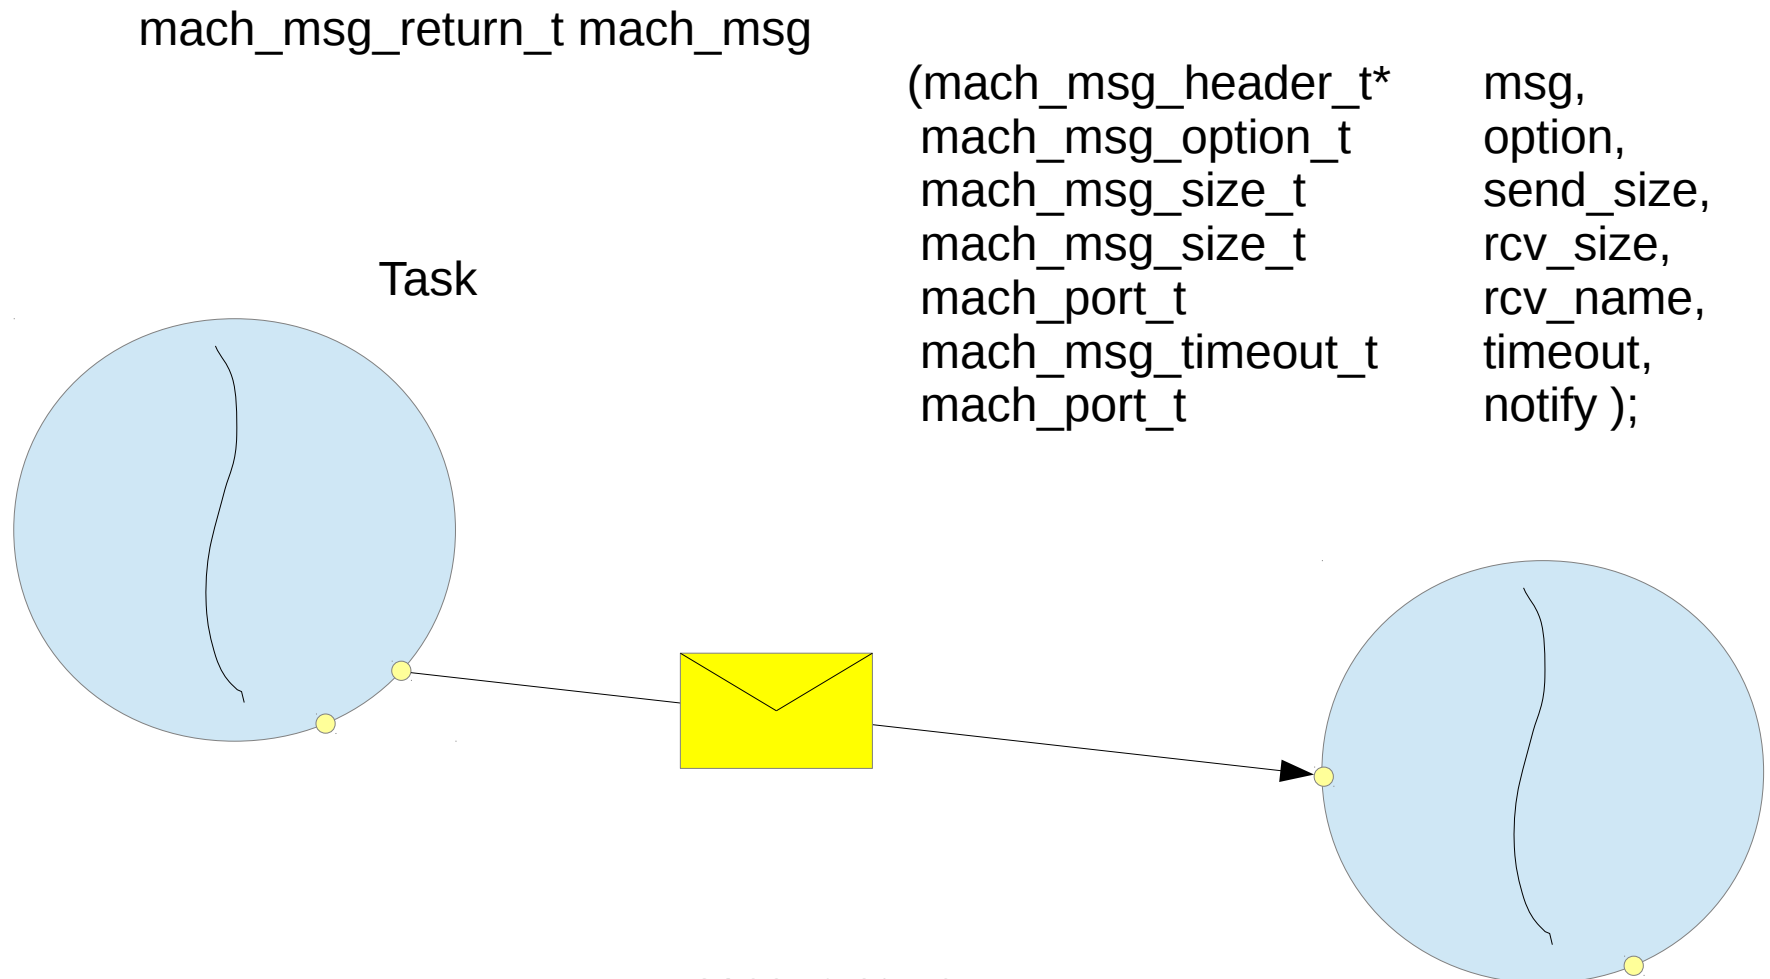 mach_msg_return_t mach_msg
(mach_msg_header_t* msg,
mach_msg_option_t option,
mach_msg_size_t send_size,
mach_msg_size_t rcv_size,
mach_port_t rcv_name,
mach_msg_timeout_t timeout,
mach_port_t notify );
Task